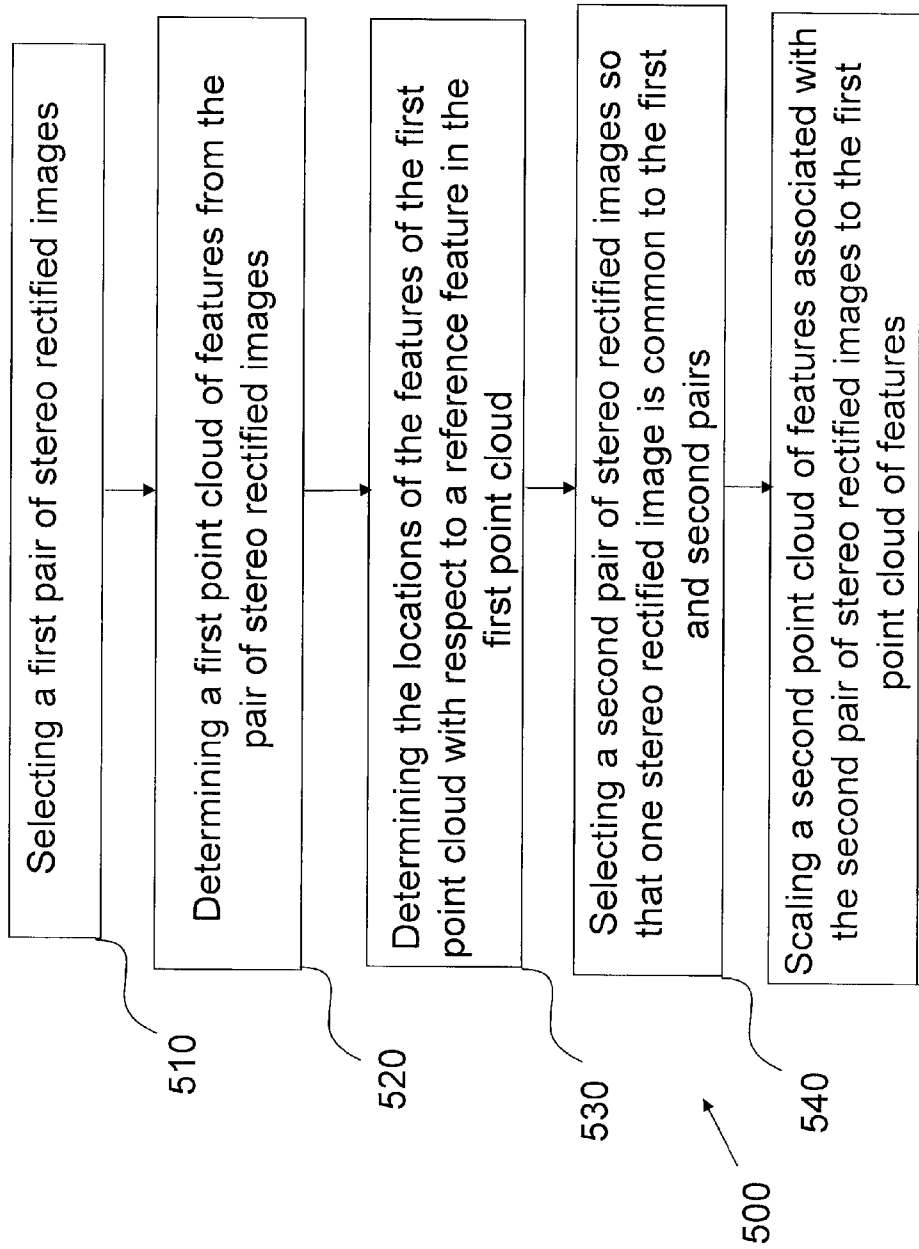 Selecting a first pair of stereo rectified images
510
Determining a first point cloud of features from the
pair of stereo rectified images
520
Determining the locations of the features of the first
point cloud with respect to a reference feature in the
first point cloud
530
Selecting a second pair of stereo rectified images so
that one stereo rectified image is common to the first
and second pairs
540
Scaling a second point cloud of features associated with
the second pair of stereo rectified images to the first
point cloud of features
500